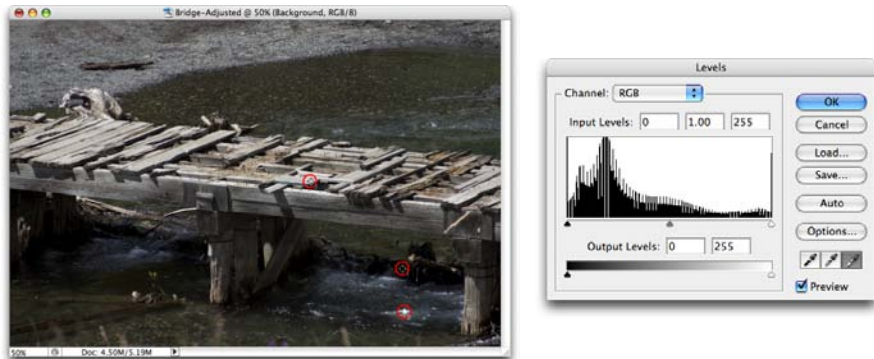 Bridge-Adjusted @ 50% (Background, RGB/8)
50%
Doc: 4.50M/5.19M
Levels
Channel: RGB
Input Levels: 0 1.00 255
Output Levels: 0 255
OK
Cancel
Load...
Save...
Auto
Options...
Preview